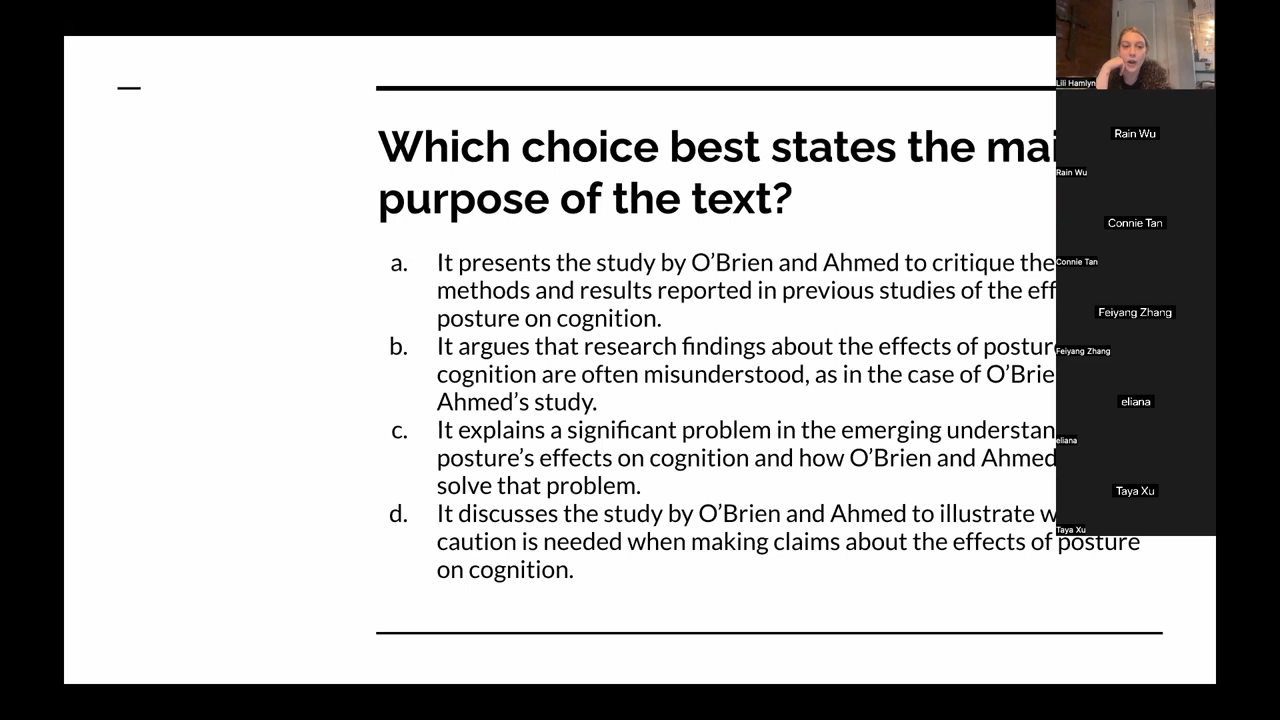 Which choice best states the mai
purpose of the text?
a. It presents the study by O’Brien and Ahmed to critique the
methods and results reported in previous studies of the eff
posture on cognition.
b. It argues that research findings about the effects of posture
cognition are often misunderstood, as in the case of O’Brie
Ahmed’s study.
c. It explains a significant problem in the emerging understan
posture’s effects on cognition and how O’Brien and Ahmed
solve that problem.
d. It discusses the study by O’Brien and Ahmed to illustrate w
caution is needed when making claims about the effects of posture
on cognition.
Lili Hamlyn
Rain Wu
Rain Wu
Connie Tan
Connie Tan
Feiyang Zhang
Feiyang Zhang
eliana
eliana
Taya Xu
Taya Xu